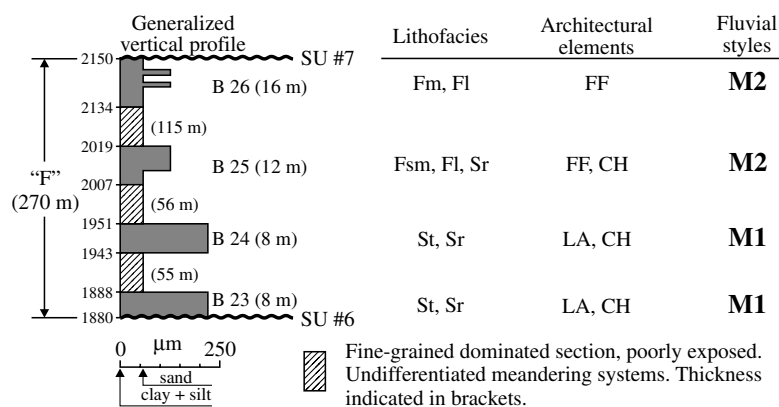 Generalized
vertical profile
Lithofacies
Architectural
elements
Fluvial
styles
2150
SU #7
B 26 (16 m)
Fm, Fl
FF
M2
2134
(115 m)
2019
B 25 (12 m)
Fsm, Fl, Sr
FF, CH
M2
2007
“F”
(270 m)
(56 m)
1951
B 24 (8 m)
St, Sr
LA, CH
M1
1943
(55 m)
1888
B 23 (8 m)
St, Sr
LA, CH
M1
1880
SU #6
0 µm 250
sand
clay + silt
Fine-grained dominated section, poorly exposed.
Undifferentiated meandering systems. Thickness
indicated in brackets.